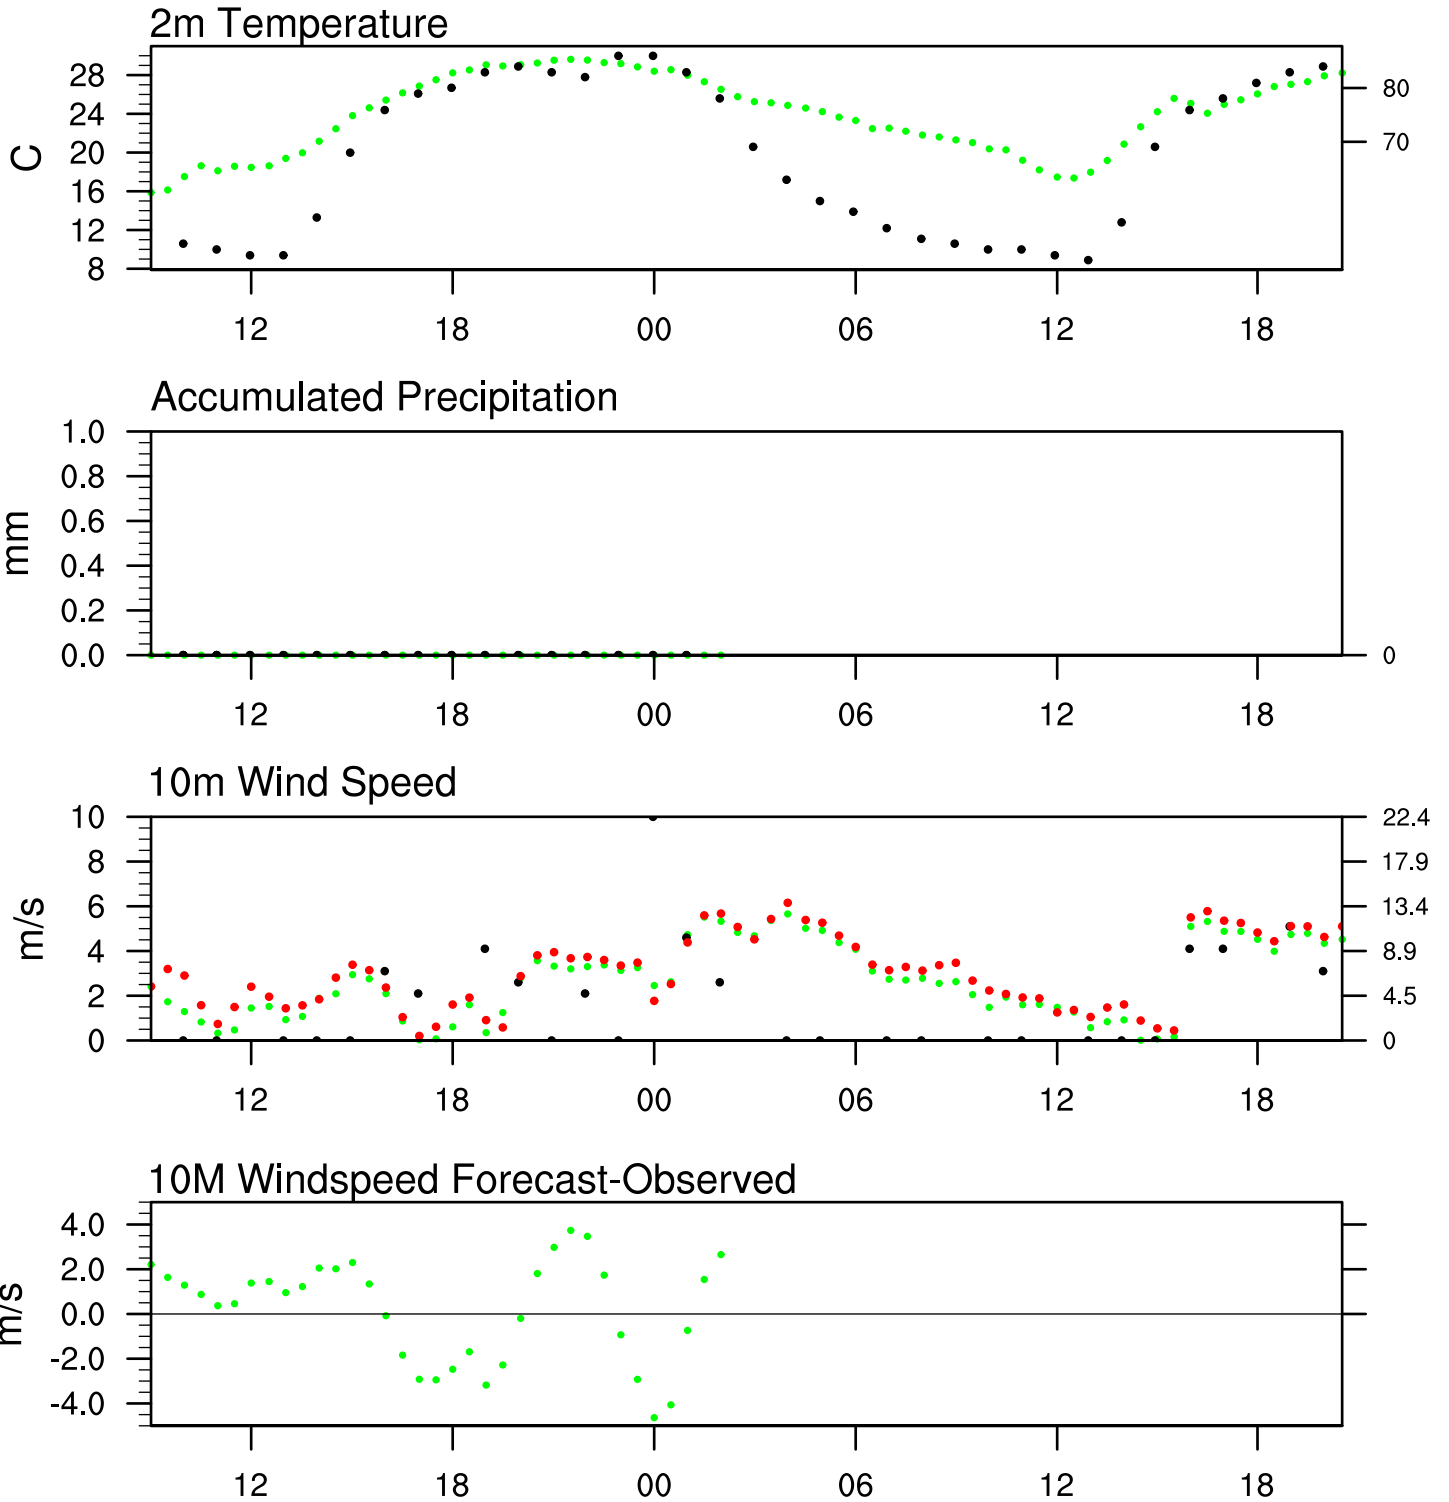 2m Temperature
C
28
24
20
16
12
8
80
70
12 18 00 06 12 18
Accumulated Precipitation
mm
1.0
0.8
0.6
0.4
0.2
0.0
0
12 18 00 06 12 18
10m Wind Speed
m/s
10
8
6
4
2
0
22.4
17.9
13.4
8.9
4.5
0
12 18 00 06 12 18
10M Windspeed Forecast-Observed
m/s
4.0
2.0
0.0
-2.0
-4.0
12 18 00 06 12 18